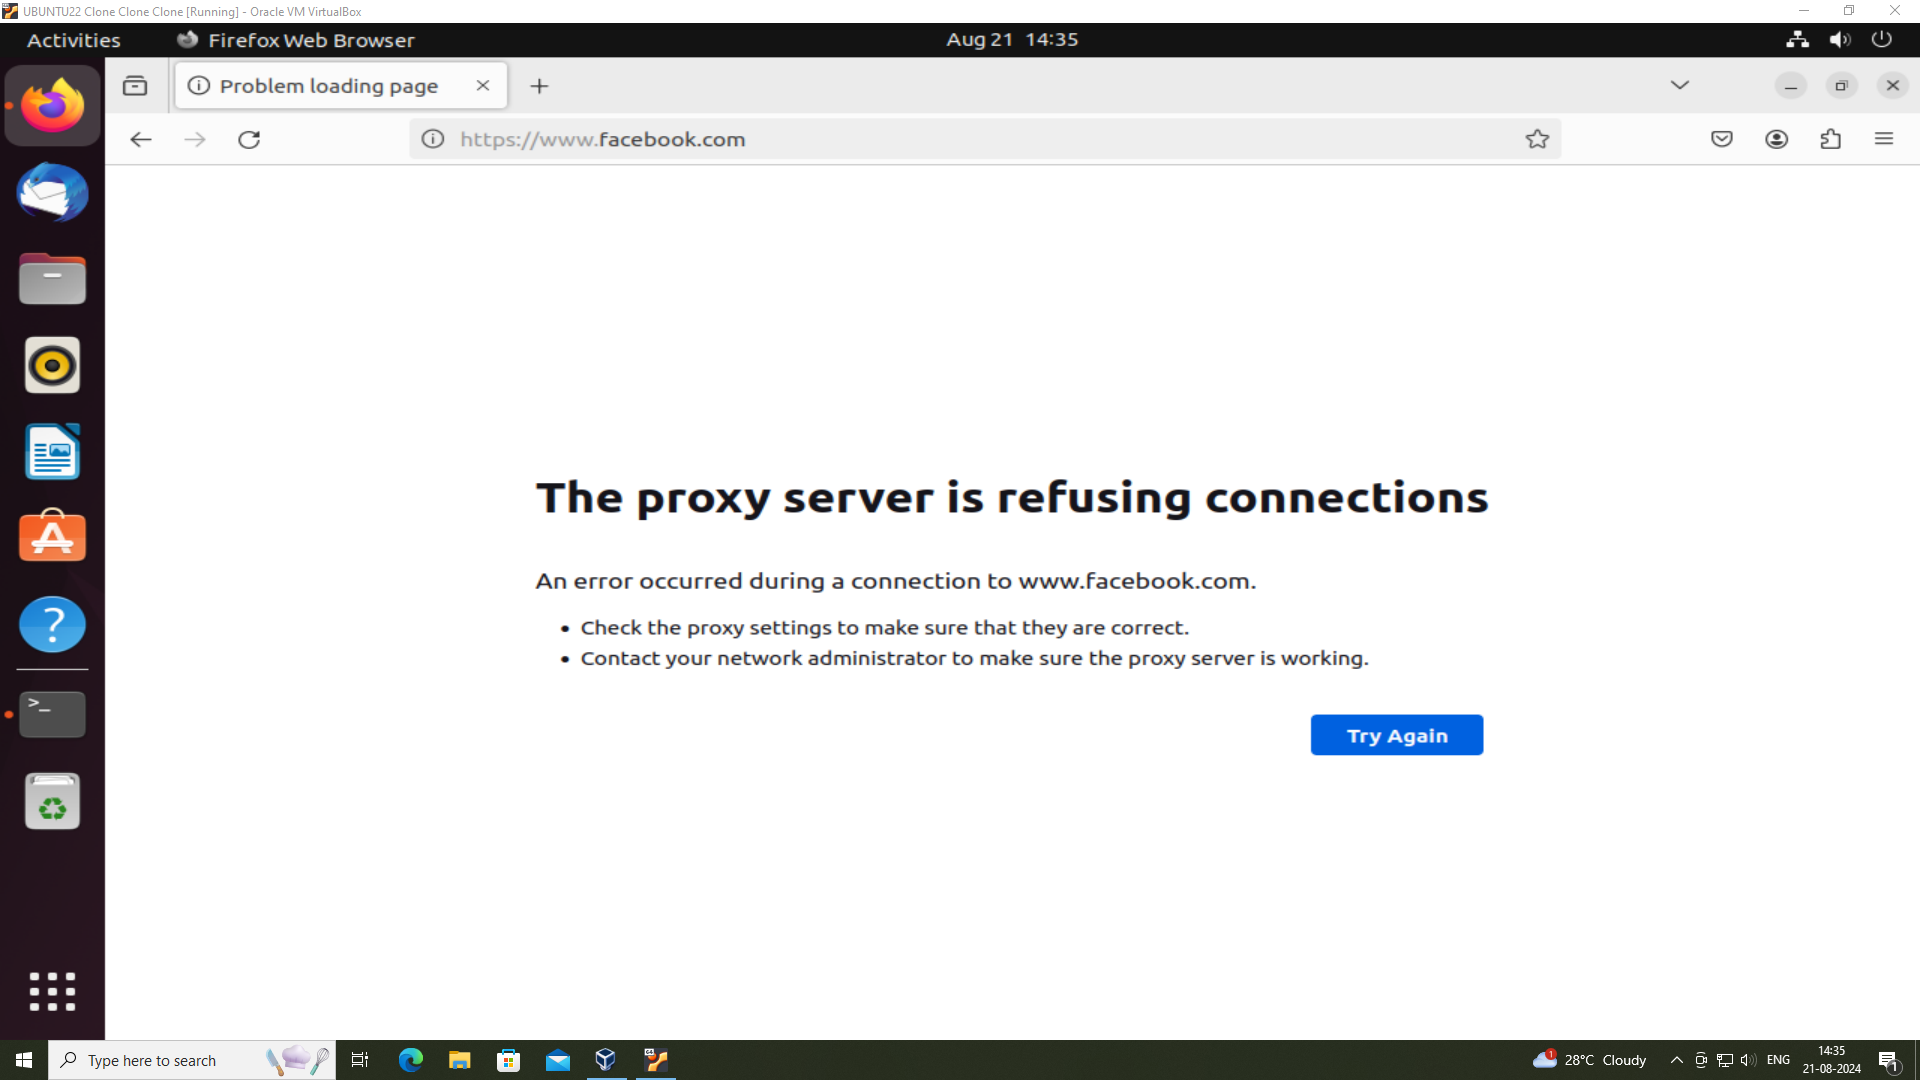 UBUNTU22 Clone Clone Clone [Running] - Oracle VM VirtualBox
Activities
Firefox Web Browser
Aug 21 14:35
Problem loading page
https://www.facebook.com
The proxy server is refusing connections
An error occurred during a connection to www.facebook.com.
• Check the proxy settings to make sure that they are correct.
• Contact your network administrator to make sure the proxy server is working.
Try Again
Type here to search
1
28°C Cloudy
ENG
14:35
21-08-2024
1